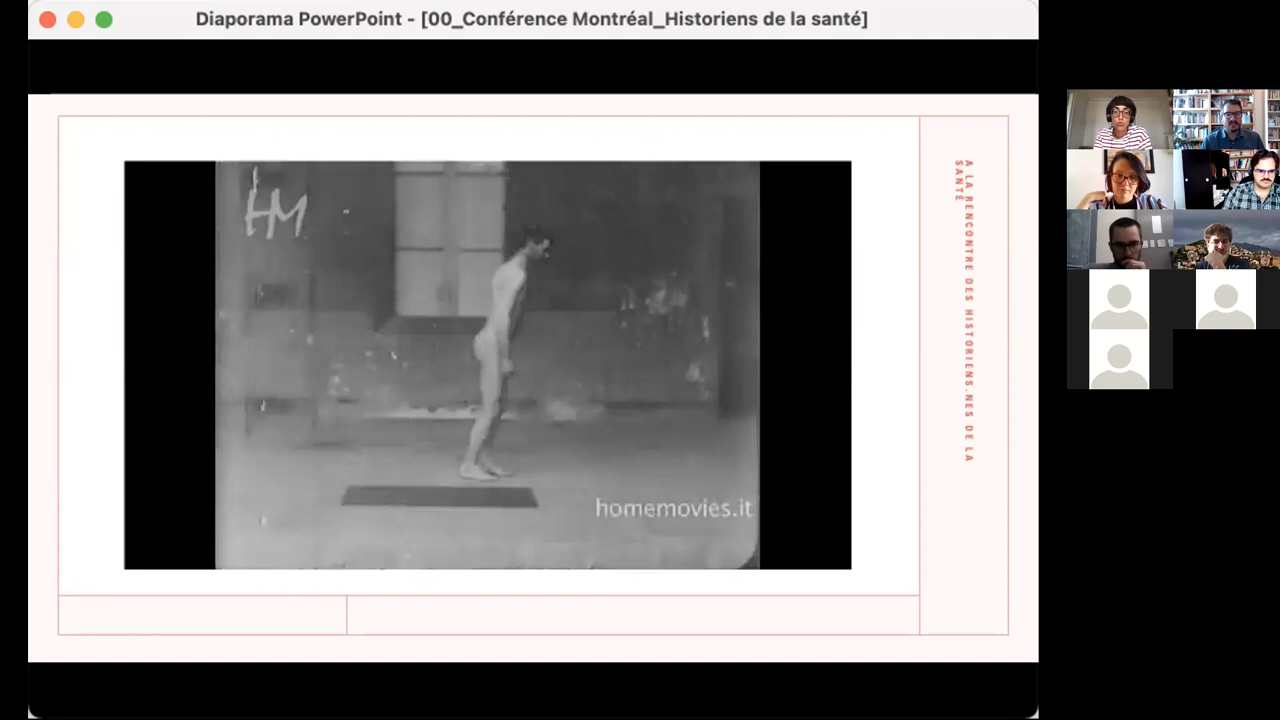 Diaporama PowerPoint - [00_Conférence Montréal_Historiens de la santé]
HM
homemovies.it
A LA RENCONTRE DES HISTORIENS.NES DE LA
SANTÉ